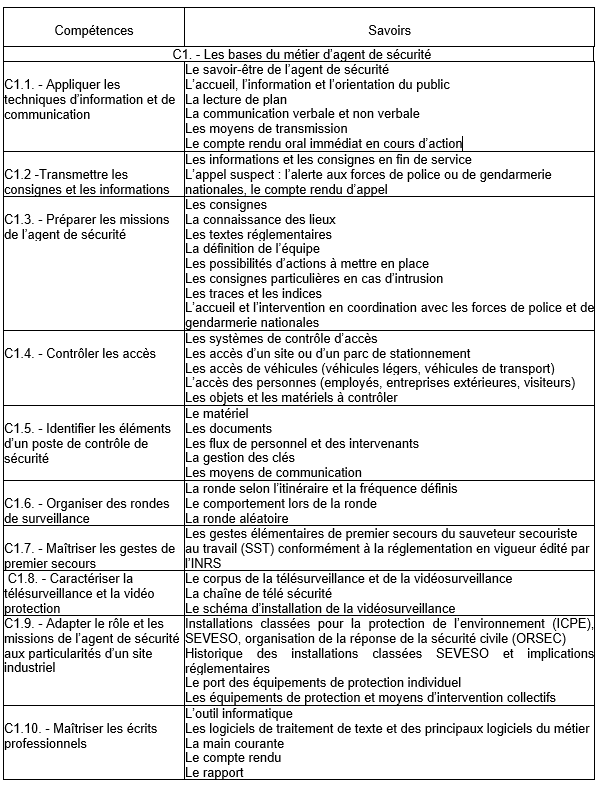 Compétences
Savoirs
C1. - Les bases du métier d'agent de sécurité
C1.1. - Appliquer les
techniques d'information et de
communication
Le savoir-être de l'agent de sécurité
L'accueil, l'information et l'orientation du public
La lecture de plan
La communication verbale et non verbale
Les moyens de transmission
Le compte rendu oral immédiat en cours d'action
C1.2 -Transmettre les
consignes et les informations
Les informations et les consignes en fin de service
L'appel suspect : l'alerte aux forces de police ou de gendarmerie
nationales, le compte rendu d'appel
C1.3. - Préparer les missions
de l'agent de sécurité
Les consignes
La connaissance des lieux
Les textes réglementaires
La définition de l'équipe
Les possibilités d'actions à mettre en place
Les consignes particulières en cas d'intrusion
Les traces et les indices
L'accueil et l'intervention en coordination avec les forces de police et de
gendarmerie nationales
C1.4. - Contrôler les accès
Les systèmes de contrôle d'accès
Les accès d'un site ou d'un parc de stationnement
Les accès de véhicules (véhicules légers, véhicules de transport)
L'accès des personnes (employés, entreprises extérieures, visiteurs)
Les objets et les matériels à contrôler
C1.5. - Identifier les éléments
d'un poste de contrôle de
sécurité
Le matériel
Les documents
Les flux de personnel et des intervenants
La gestion des clés
Les moyens de communication
C1.6. - Organiser des rondes
de surveillance
La ronde selon l'itinéraire et la fréquence définis
Le comportement lors de la ronde
La ronde aléatoire
C1.7. - Maîtriser les gestes de
premier secours
Les gestes élémentaires de premier secours du sauveteur secouriste
au travail (SST) conformément à la réglementation en vigueur édité par
l'INRS
C1.8. - Caractériser la
télésurveillance et la vidéo
protection
Le corpus de la télésurveillance et de la vidéosurveillance
La chaîne de télé sécurité
Le schéma d'installation de la vidéosurveillance
C1.9. - Adapter le rôle et les
missions de l'agent de sécurité
aux particularités d'un site
industriel
Installations classées pour la protection de l'environnement (ICPE),
SEVESO, organisation de la réponse de la sécurité civile (ORSEC)
Historique des installations classées SEVESO et implications
réglementaires
Le port des équipements de protection individuel
Les équipements de protection et moyens d'intervention collectifs
C1.10. - Maîtriser les écrits
professionnels
L'outil informatique
Les logiciels de traitement de texte et des principaux logiciels du métier
La main courante
Le compte rendu
Le rapport